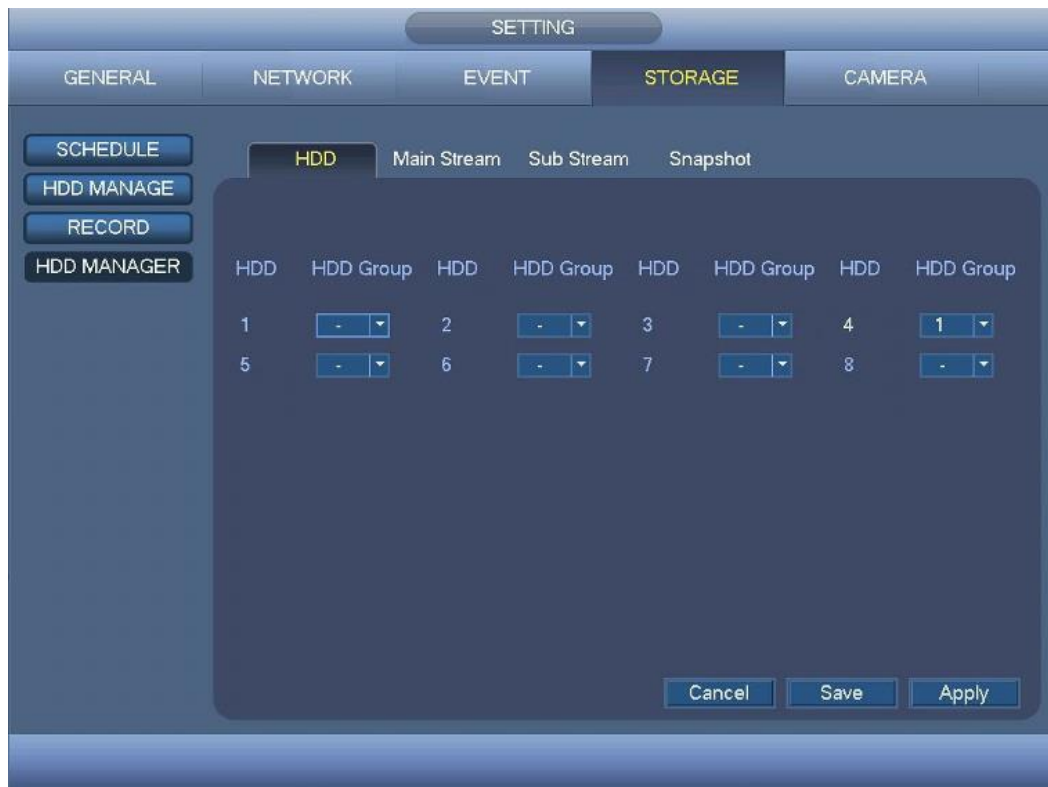 SETTING
GENERAL NETWORK EVENT STORAGE CAMERA
SCHEDULE
HDD MANAGE
RECORD
HDD MANAGER
HDD Main Stream Sub Stream Snapshot
HDD HDD Group HDD HDD Group HDD HDD Group HDD HDD Group
1 - 2 - 3 - 4 1
5 - 6 - 7 - 8 -
Cancel Save Apply